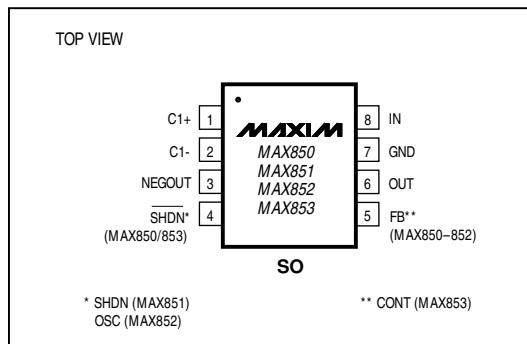 TOP VIEW
C1+ 1
C1- 2
NEGOUT 3
SHDN* 4
(MAX850/853)
MAXIM
MAX850
MAX851
MAX852
MAX853
8 IN
7 GND
6 OUT
5 FB**
(MAX850–852)
SO
* SHDN (MAX851)
OSC (MAX852)
** CONT (MAX853)